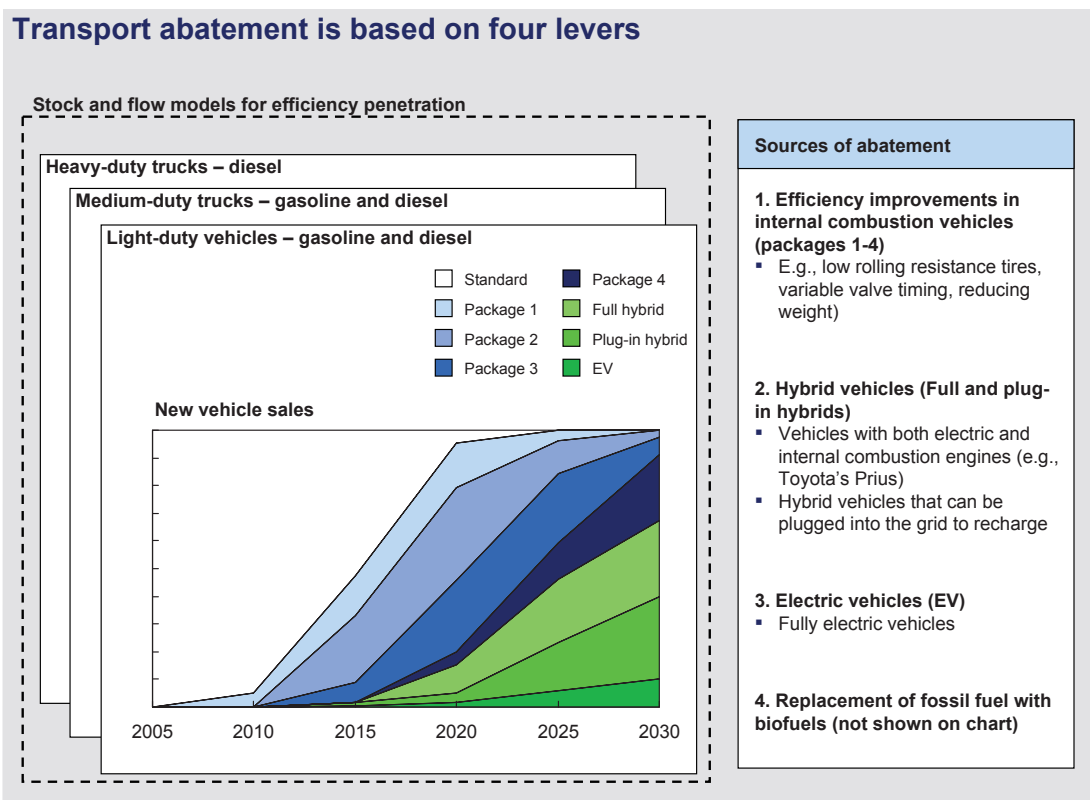 Transport abatement is based on four levers
Stock and flow models for efficiency penetration
Heavy-duty trucks – diesel
Medium-duty trucks – gasoline and diesel
Light-duty vehicles – gasoline and diesel
Standard
Package 1
Package 2
Package 3
Package 4
Full hybrid
Plug-in hybrid
EV
New vehicle sales
2005 2010 2015 2020 2025 2030
Sources of abatement
1. Efficiency improvements in
internal combustion vehicles
(packages 1-4)
▪ E.g., low rolling resistance tires,
variable valve timing, reducing
weight)
2. Hybrid vehicles (Full and plug-
in hybrids)
▪ Vehicles with both electric and
internal combustion engines (e.g.,
Toyota's Prius)
▪ Hybrid vehicles that can be
plugged into the grid to recharge
3. Electric vehicles (EV)
▪ Fully electric vehicles
4. Replacement of fossil fuel with
biofuels (not shown on chart)